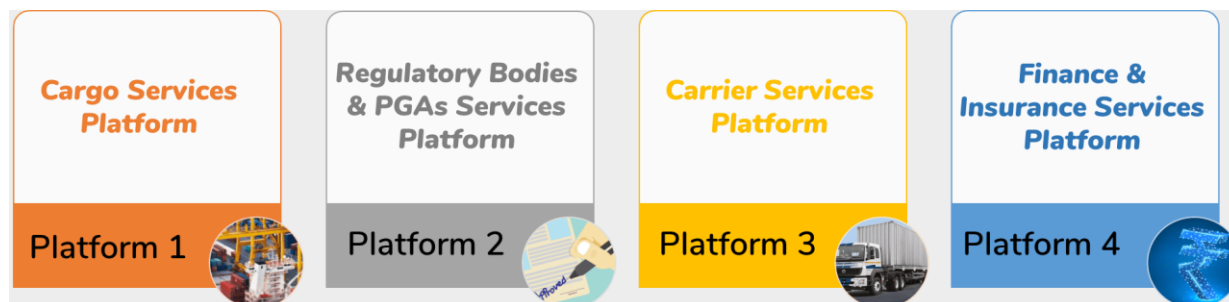 Cargo Services
Platform
Platform 1
Regulatory Bodies
& PGAs Services
Platform
Platform 2
Approved
Carrier Services
Platform
Platform 3
Finance &
Insurance Services
Platform
Platform 4
₹